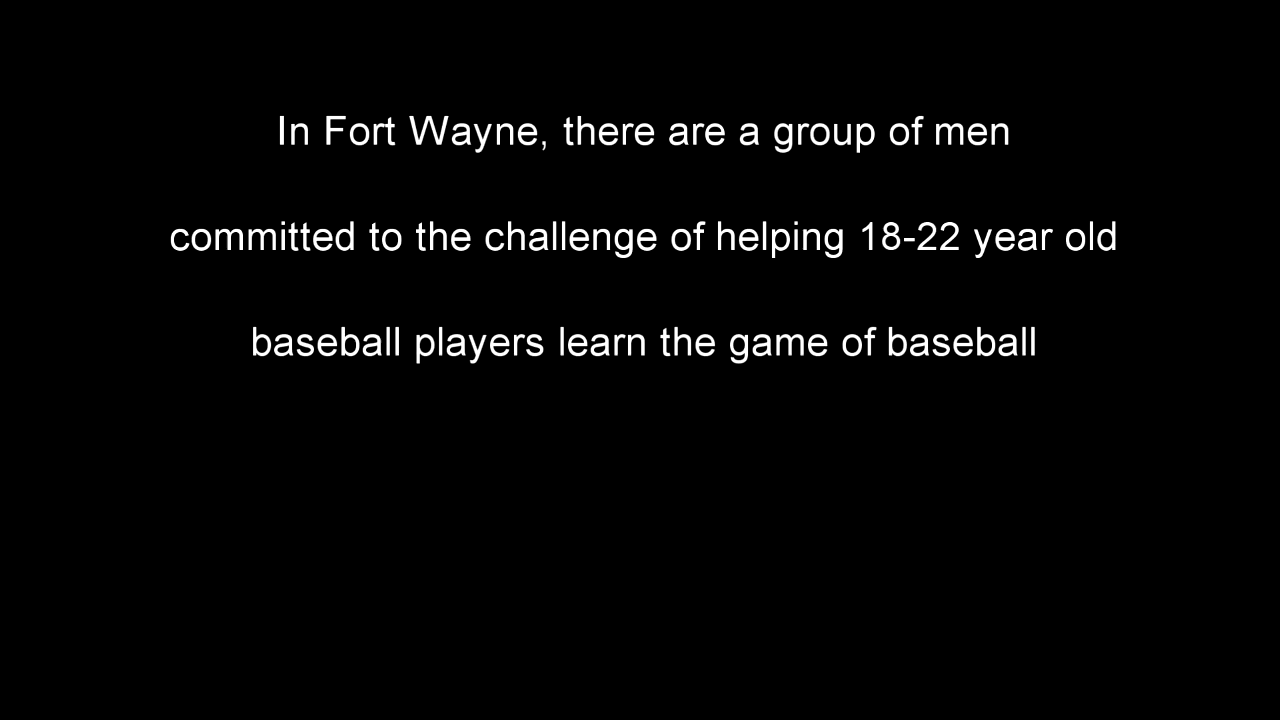 In Fort Wayne, there are a group of men
committed to the challenge of helping 18-22 year old
baseball players learn the game of baseball